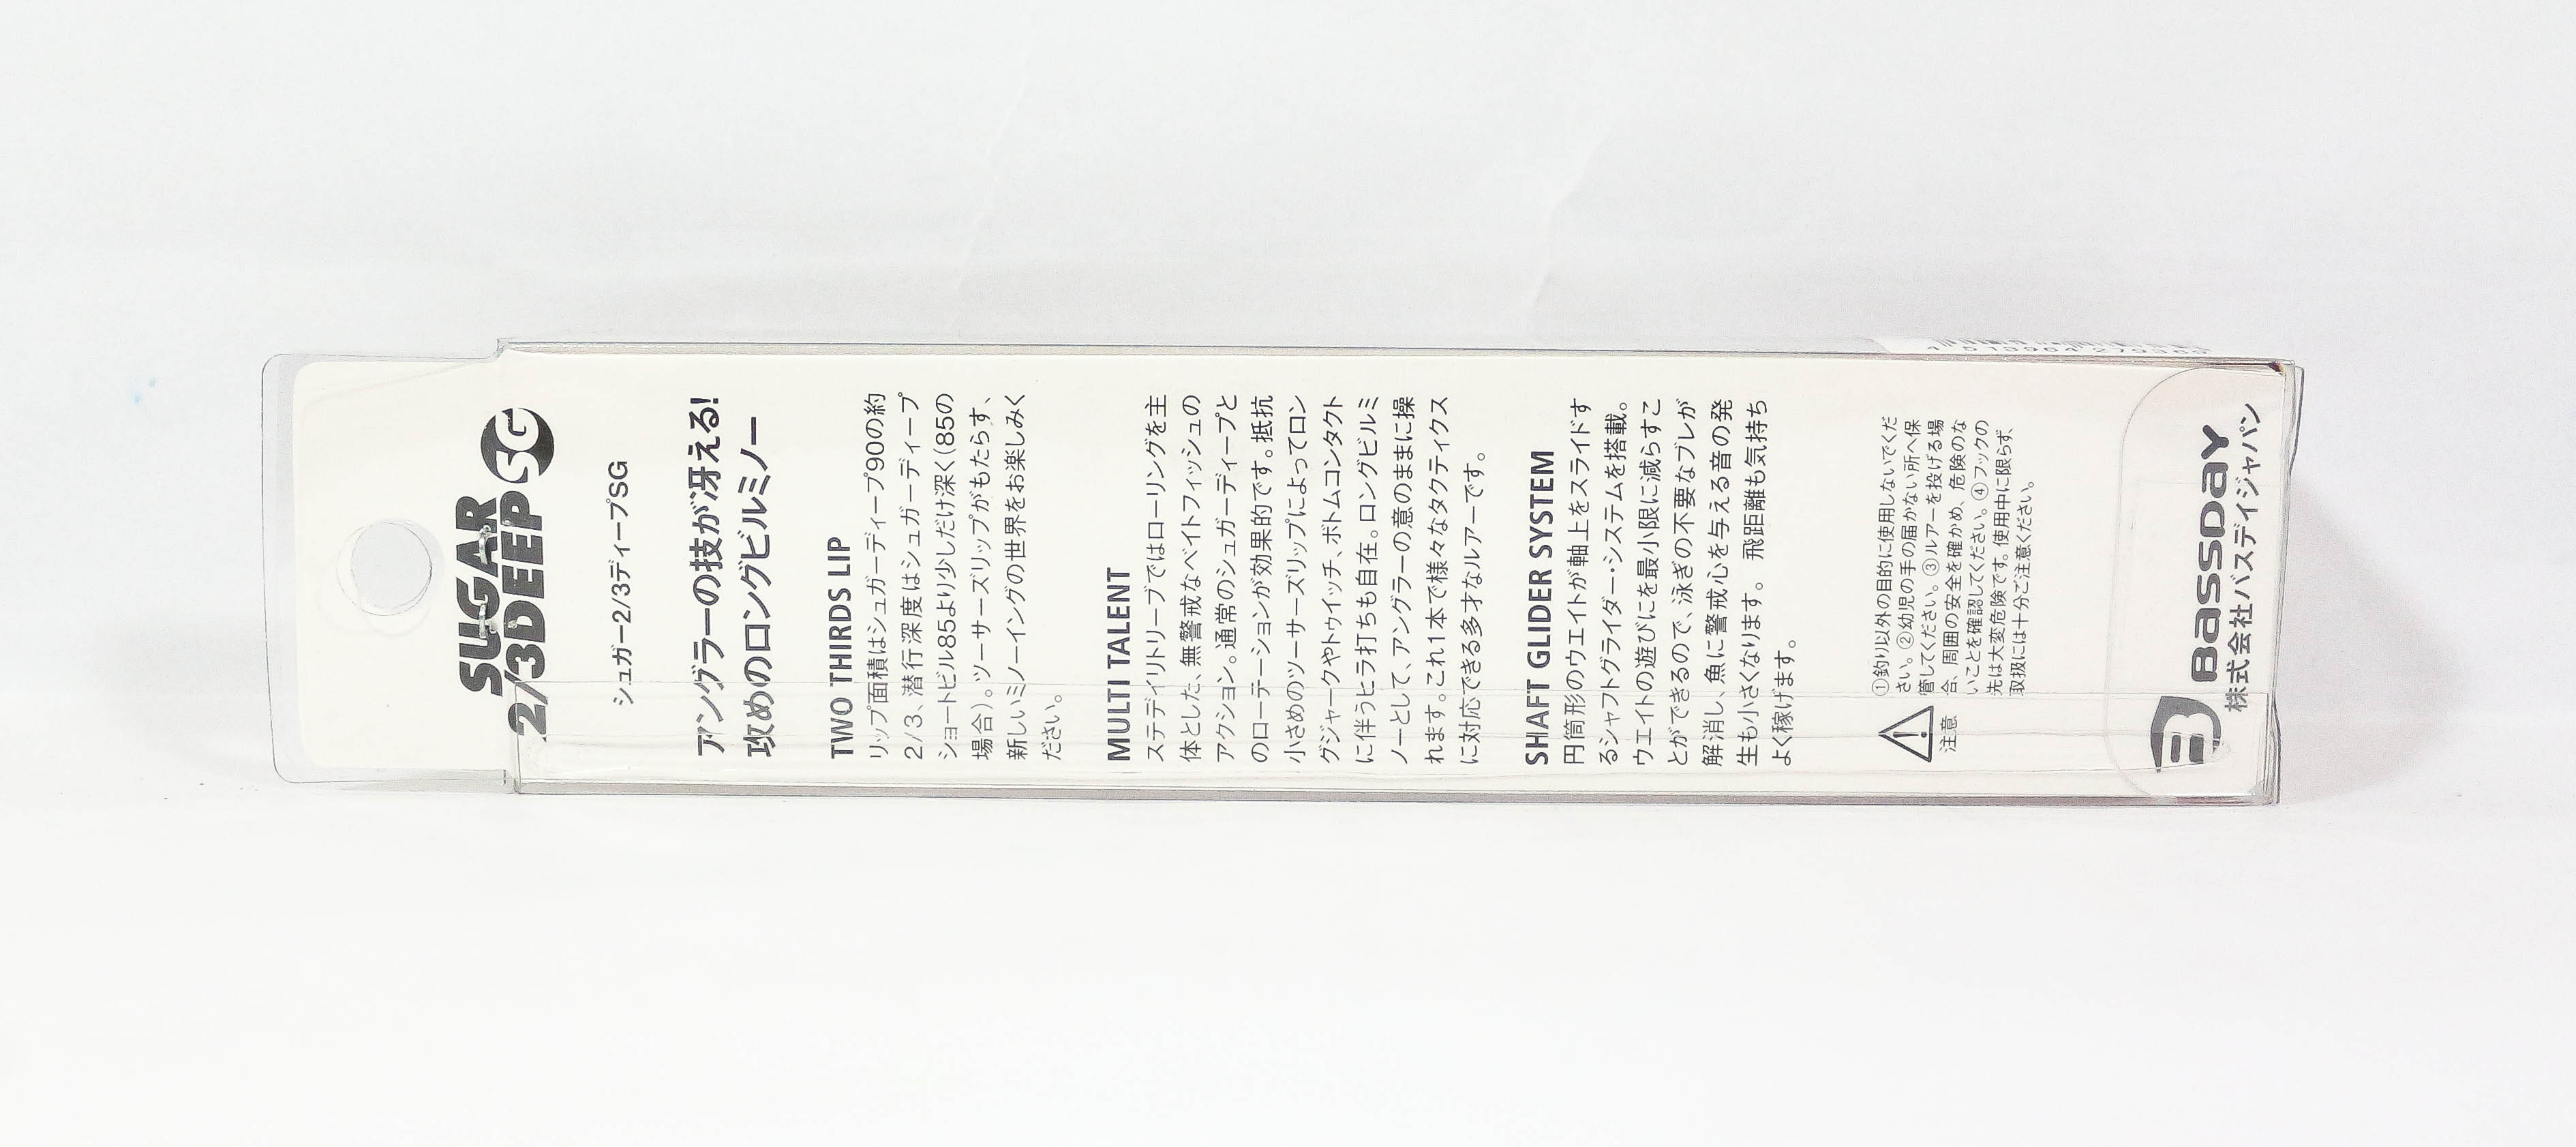 SUGAR
2/3DEEP SG
シュガー2/3ディープSG
アングラーの技が冴える!
攻めのロングビルミノー
TWO THIRDS LIP
リップ面積はシュガーディープ90の約
2/3、潜行深度はシュガーディープ
ショートビル85より少しだけ深く(85の
場合)。ツーサーズリップがもたらす、
新しいミノーイングの世界をお楽しみく
ださい。
MULTI TALENT
ステディリトリーブではローリングを主
体とした、無警戒なベイトフィッシュの
アクション。通常のシュガーディープと
のローテーションが効果的です。抵抗
小さめのツーサーズリップによってロン
グジャークやトゥイッチ、ボトムコンタクト
に伴うヒラ打ちも自在。ロングビルミ
ノーとして、アングラーの意のままに操
れます。これ1本で様々なタクティクス
に対応できる多才なルアーです。
SHAFT GLIDER SYSTEM
円筒形のウエイトが軸上をスライドす
るシャフトグライダー・システムを搭載。
ウエイトの遊びにを最小限に減らすこ
とができるので、泳ぎの不要なブレが
解消し、魚に警戒心を与える音の発
生も小さくなります。飛距離も気持ち
よく稼げます。
注意
①釣り以外の目的に使用しないでくだ
さい。②幼児の手の届かない所へ保
管してください。③ルアーを投げる場
合、周囲の安全を確かめ、危険のな
いことを確認してください。④フックの
先は大変危険です。使用中に限らず、
取扱には十分ご注意ください。
BassDay
株式会社バスデイジャパン